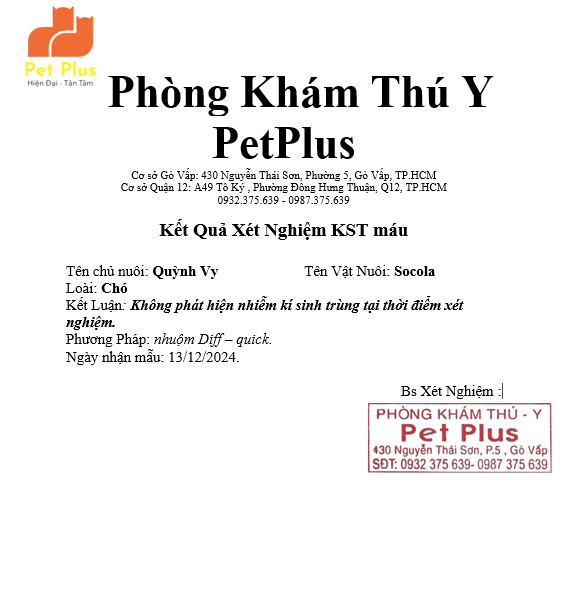 Pet Plus
Hiện Đại - Tận Tâm
Phòng Khám Thú Y
PetPlus
Cơ sở Gò Vấp: 430 Nguyễn Thái Sơn, Phường 5, Gò Vấp, TP.HCM
Cơ sở Quận 12: A49 Tô Ký , Phường Đông Hưng Thuận, Q12, TP.HCM
0932.375.639 - 0987.375.639
Kết Quả Xét Nghiệm KST máu
Tên chủ nuôi: Quỳnh Vy Tên Vật Nuôi: Socola
Loài: Chó
Kết Luận: Không phát hiện nhiễm kí sinh trùng tại thời điểm xét
nghiệm.
Phương Pháp: nhuộm Diff – quick.
Ngày nhận mẫu: 13/12/2024.
Bs Xét Nghiệm :
PHÒNG KHÁM THÚ - Y
Pet Plus
430 Nguyễn Thái Sơn, P.5 , Gò Vấp
SĐT: 0932 375 639- 0987 375 639